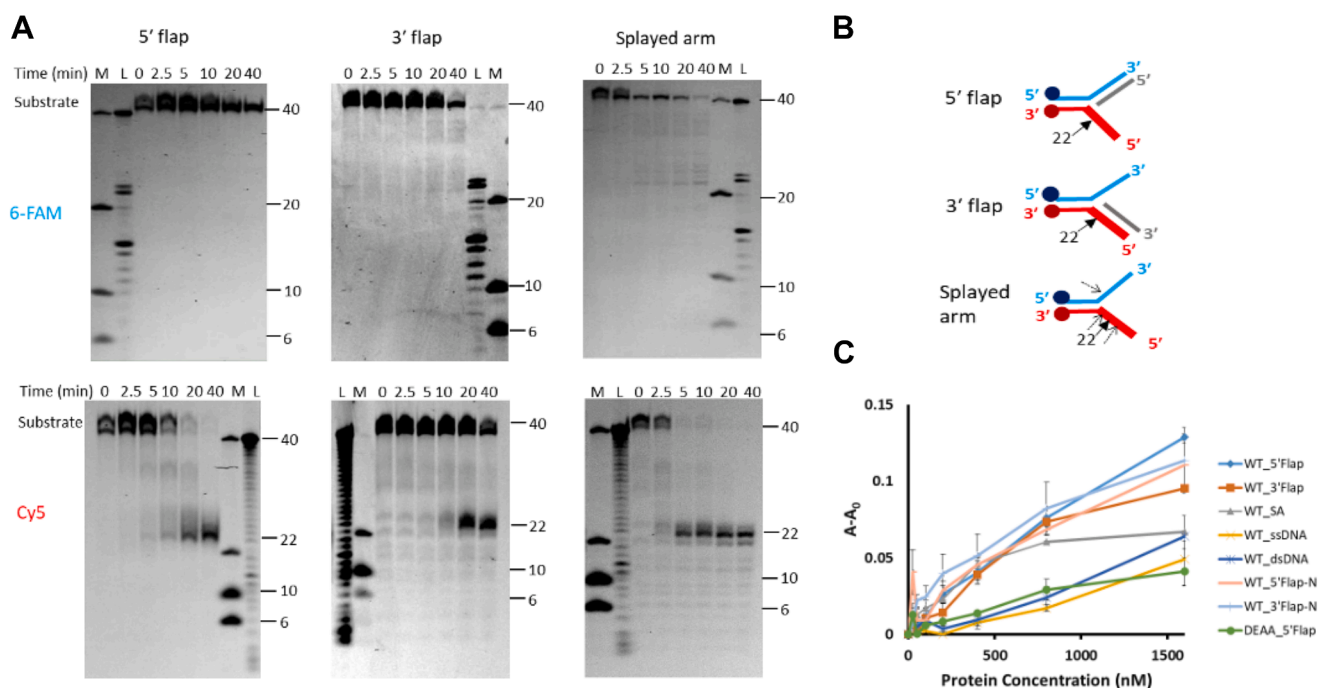 A
B
5′ flap
3′ flap
Splayed arm
Time (min) M L 0 2.5 5 10 20 40
0 2.5 5 10 20 40 L M
0 2.5 5 10 20 40 M L
Substrate
40
40
40
6-FAM
20
20
20
10
10
10
6
6
6
Time (min) 0 2.5 5 10 20 40 M L
L M 0 2.5 5 10 20 40
M L 0 2.5 5 10 20 40
Substrate
40
40
40
Cy5
22
22
22
10
10
10
6
6
6
5′ flap
5′
3′
3′
5′
22
5′
3′ flap
5′
3′
3′
22
5′
3′
Splayed
arm
5′
3′
3′
22
5′
C
0.15
0.1
0.05
0
A-A0
0
500
1000
1500
Protein Concentration (nM)
WT_5'Flap
WT_3'Flap
WT_SA
WT_ssDNA
WT_dsDNA
WT_5'Flap-N
WT_3'Flap-N
DEAA_5'Flap